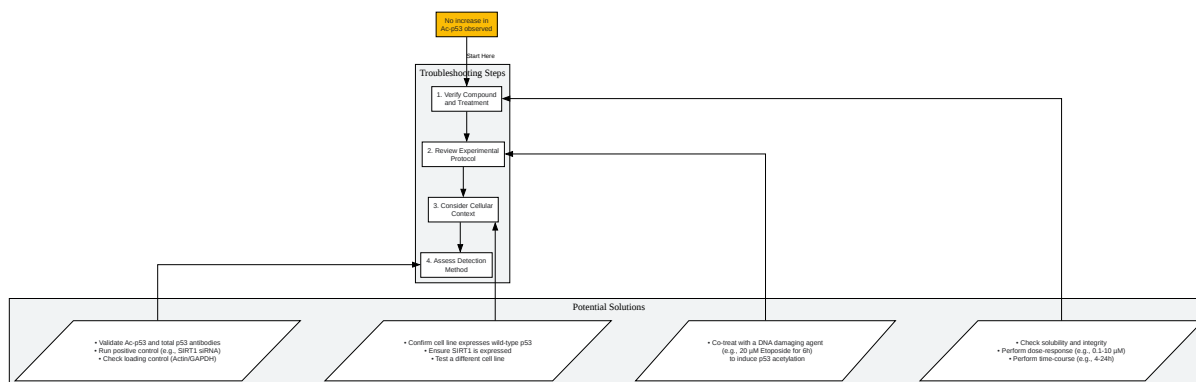 No increase in
Ac-p53 observed
Start Here
Troubleshooting Steps
1. Verify Compound
and Treatment
2. Review Experimental
Protocol
3. Consider Cellular
Context
4. Assess Detection
Method
Potential Solutions
• Validate Ac-p53 and total p53 antibodies
• Run positive control (e.g., SIRT1 siRNA)
• Check loading control (Actin/GAPDH)
• Confirm cell line expresses wild-type p53
• Ensure SIRT1 is expressed
• Test a different cell line
• Co-treat with a DNA damaging agent
(e.g., 20 µM Etoposide for 6h)
to induce p53 acetylation
• Check solubility and integrity
• Perform dose-response (e.g., 0.1-10 µM)
• Perform time-course (e.g., 4-24h)